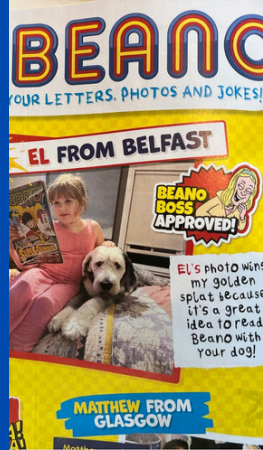 BEANO
YOUR LETTERS, PHOTOS AND JOKES!
EL FROM BELFAST
BEANO
BOSS
APPROVED!
BEANO
EL's photo wins
my golden
splat because
it's a great
idea to read
Beano with
your dog!
MATTHEW FROM
GLASGOW